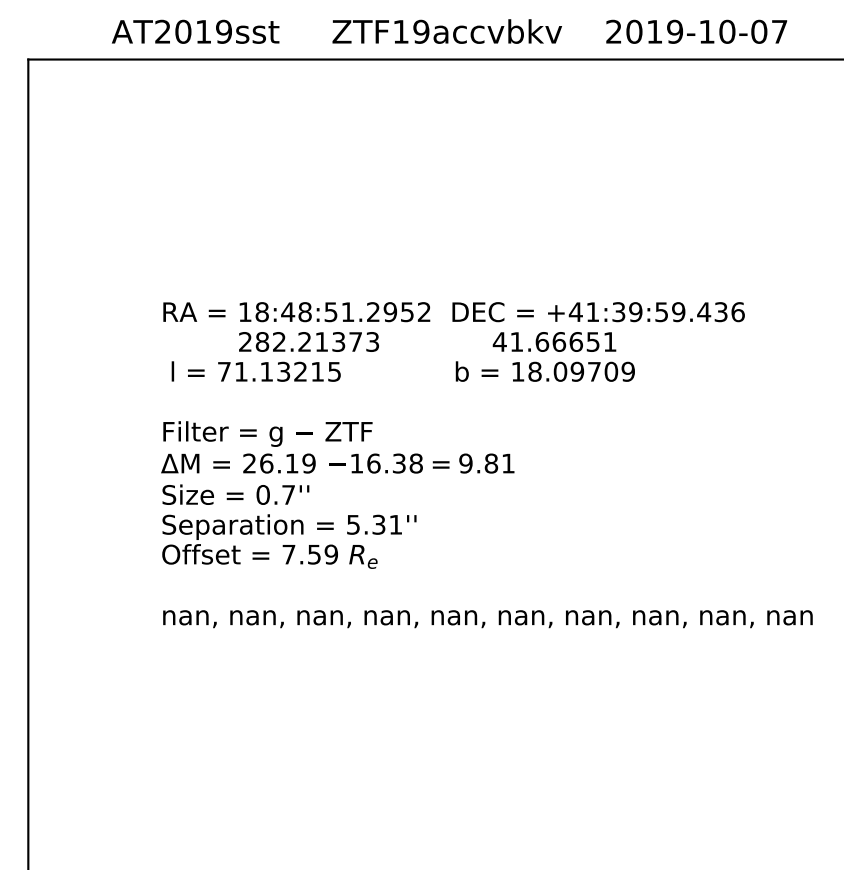 AT2019sst ZTF19accvbkv 2019-10-07
RA = 18:48:51.2952 DEC = +41:39:59.436
282.21373 41.66651
l = 71.13215 b = 18.09709
Filter = g − ZTF
ΔM = 26.19 −16.38 = 9.81
Size = 0.7''
Separation = 5.31''
Offset = 7.59 Rₑ
nan, nan, nan, nan, nan, nan, nan, nan, nan, nan